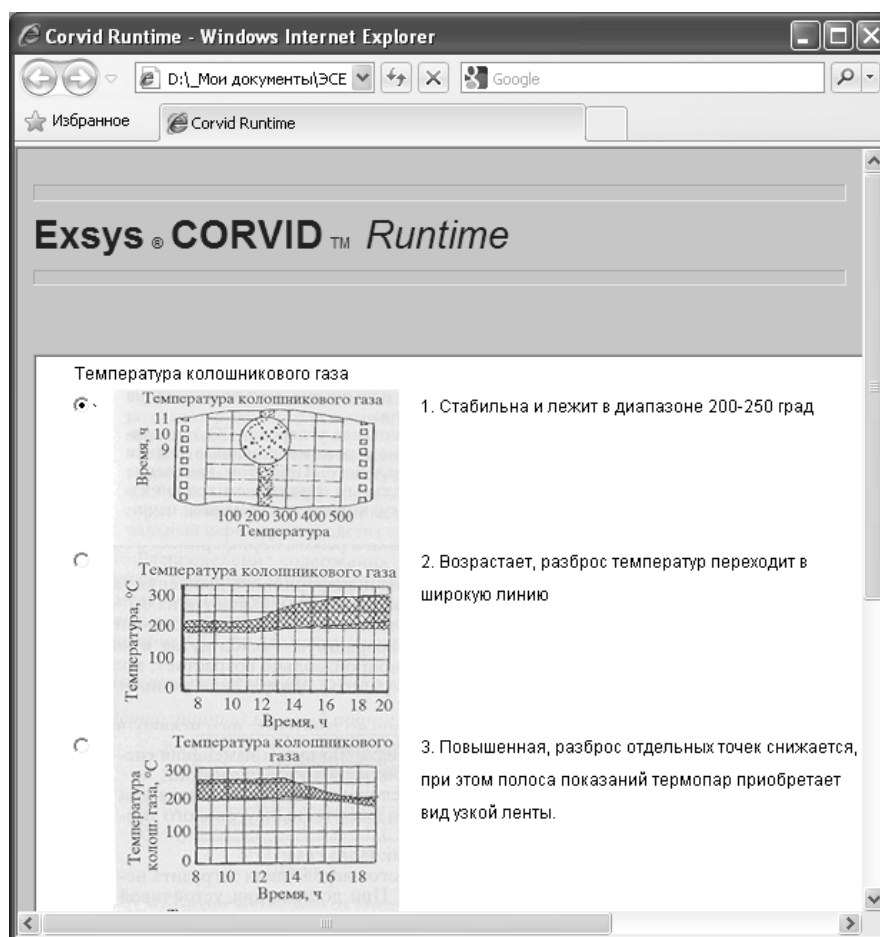 Corvid Runtime - Windows Internet Explorer
D:\_Мои документы\ЭСЕ
Google
Избранное
Corvid Runtime
Exsys ® CORVID TM Runtime
Температура колошникового газа
Температура колошникового газа
1. Стабильна и лежит в диапазоне 200-250 град
Время, ч
11
10
9
100 200 300 400 500
Температура
2. Возрастает, разброс температур переходит в
широкую линию
Температура колошникового газа
Температура, °C
300
200
100
0
8 10 12 14 16 18 20
Время, ч
3. Повышенная, разброс отдельных точек снижается,
при этом полоса показаний термопар приобретает
вид узкой ленты.
Температура колошникового
газа
Температура
колош. газа, °C
300
200
100
0
8 10 12 14 16 18
Время, ч